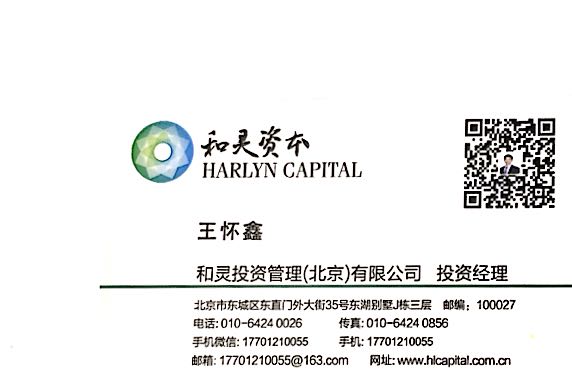 和灵资本
HARLYN CAPITAL
王怀鑫
和灵投资管理(北京)有限公司 投资经理
北京市东城区东直门外大街35号东湖别墅J栋三层 邮编：100027
电话: 010-6424 0026 传真: 010-6424 0856
手机微信: 17701210055 手机: 17701210055
邮箱: 17701210055@163.com 网址: www.hlcapital.com.cn